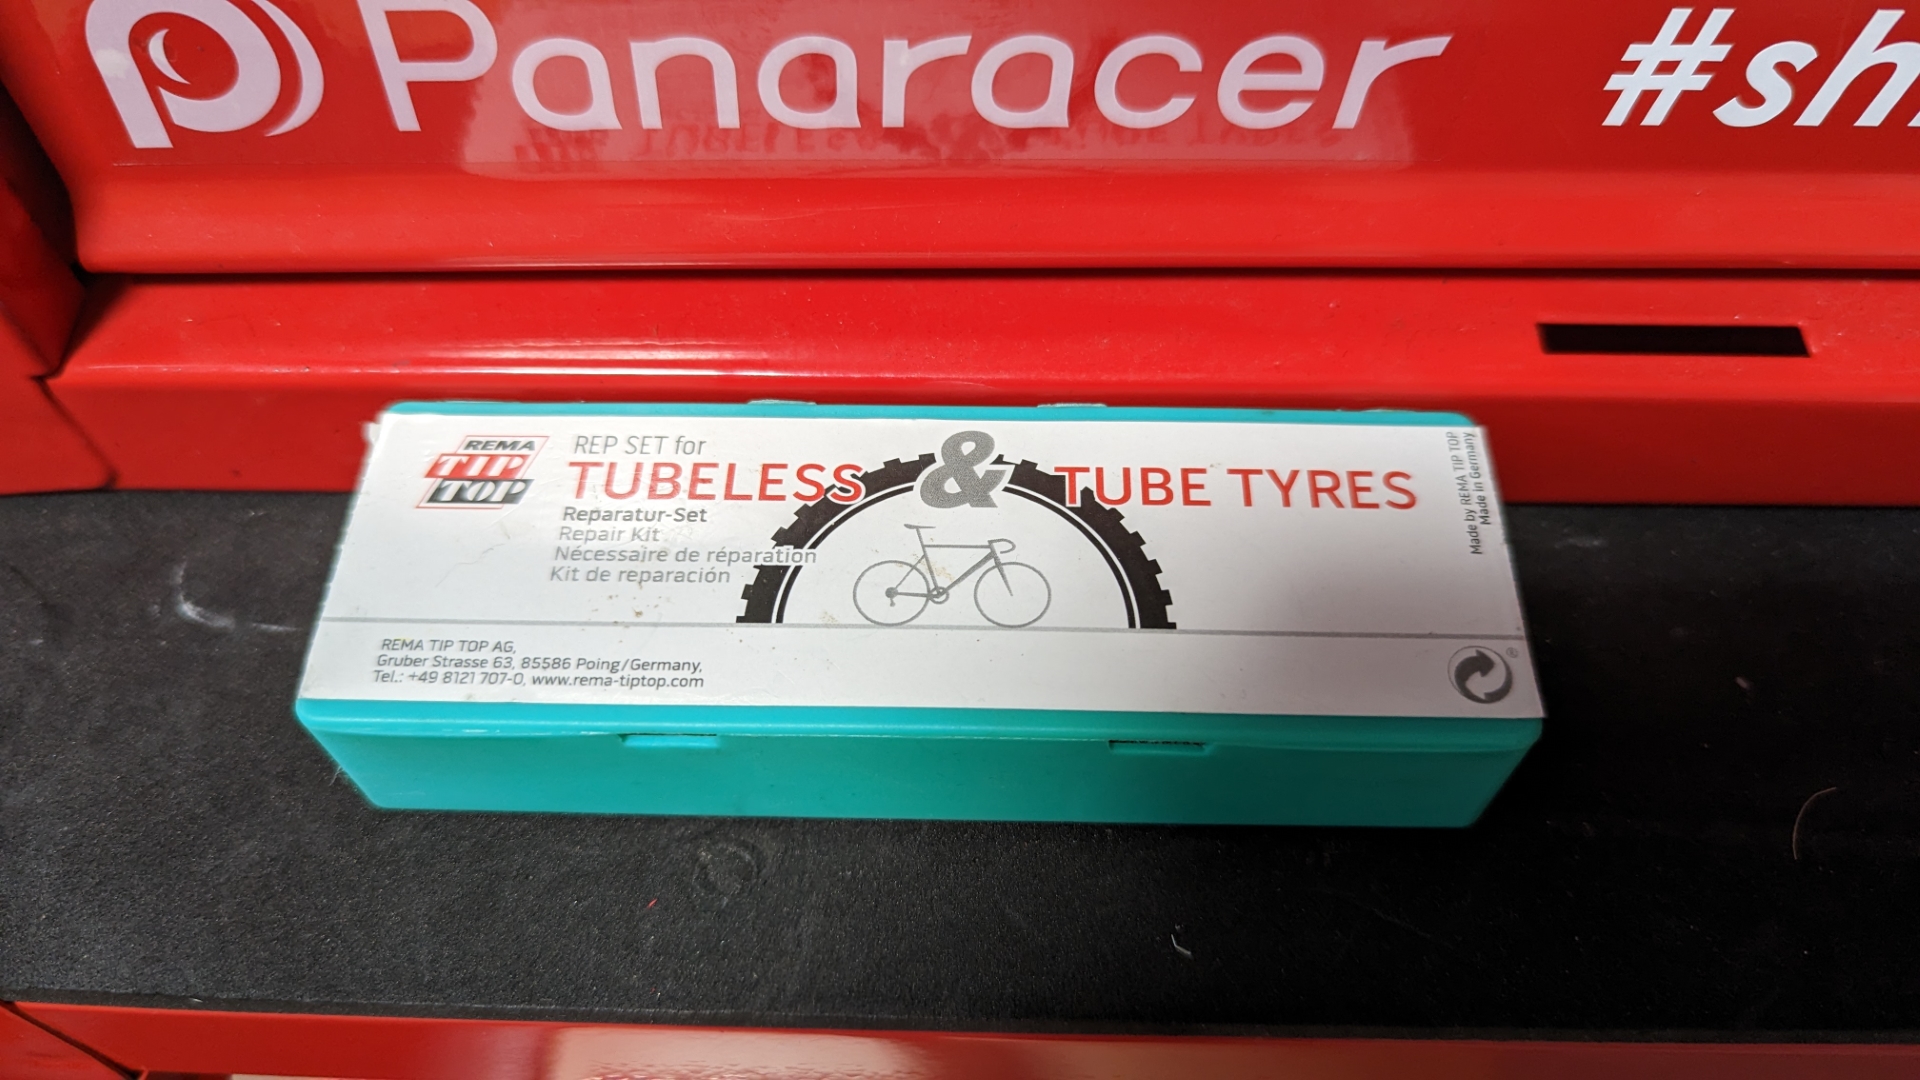 Panaracer #sh
REMA
TIP
TOP
REP SET for
TUBELESS & TUBE TYRES
Reparatur-Set
Repair Kit
Nécessaire de réparation
Kit de reparación
REMA TIP TOP AG,
Gruber Strasse 63, 85586 Poing/Germany,
Tel.: +49 8121 707-0, www.rema-tiptop.com
Made by REMA TIP TOP
Made in Germany
®